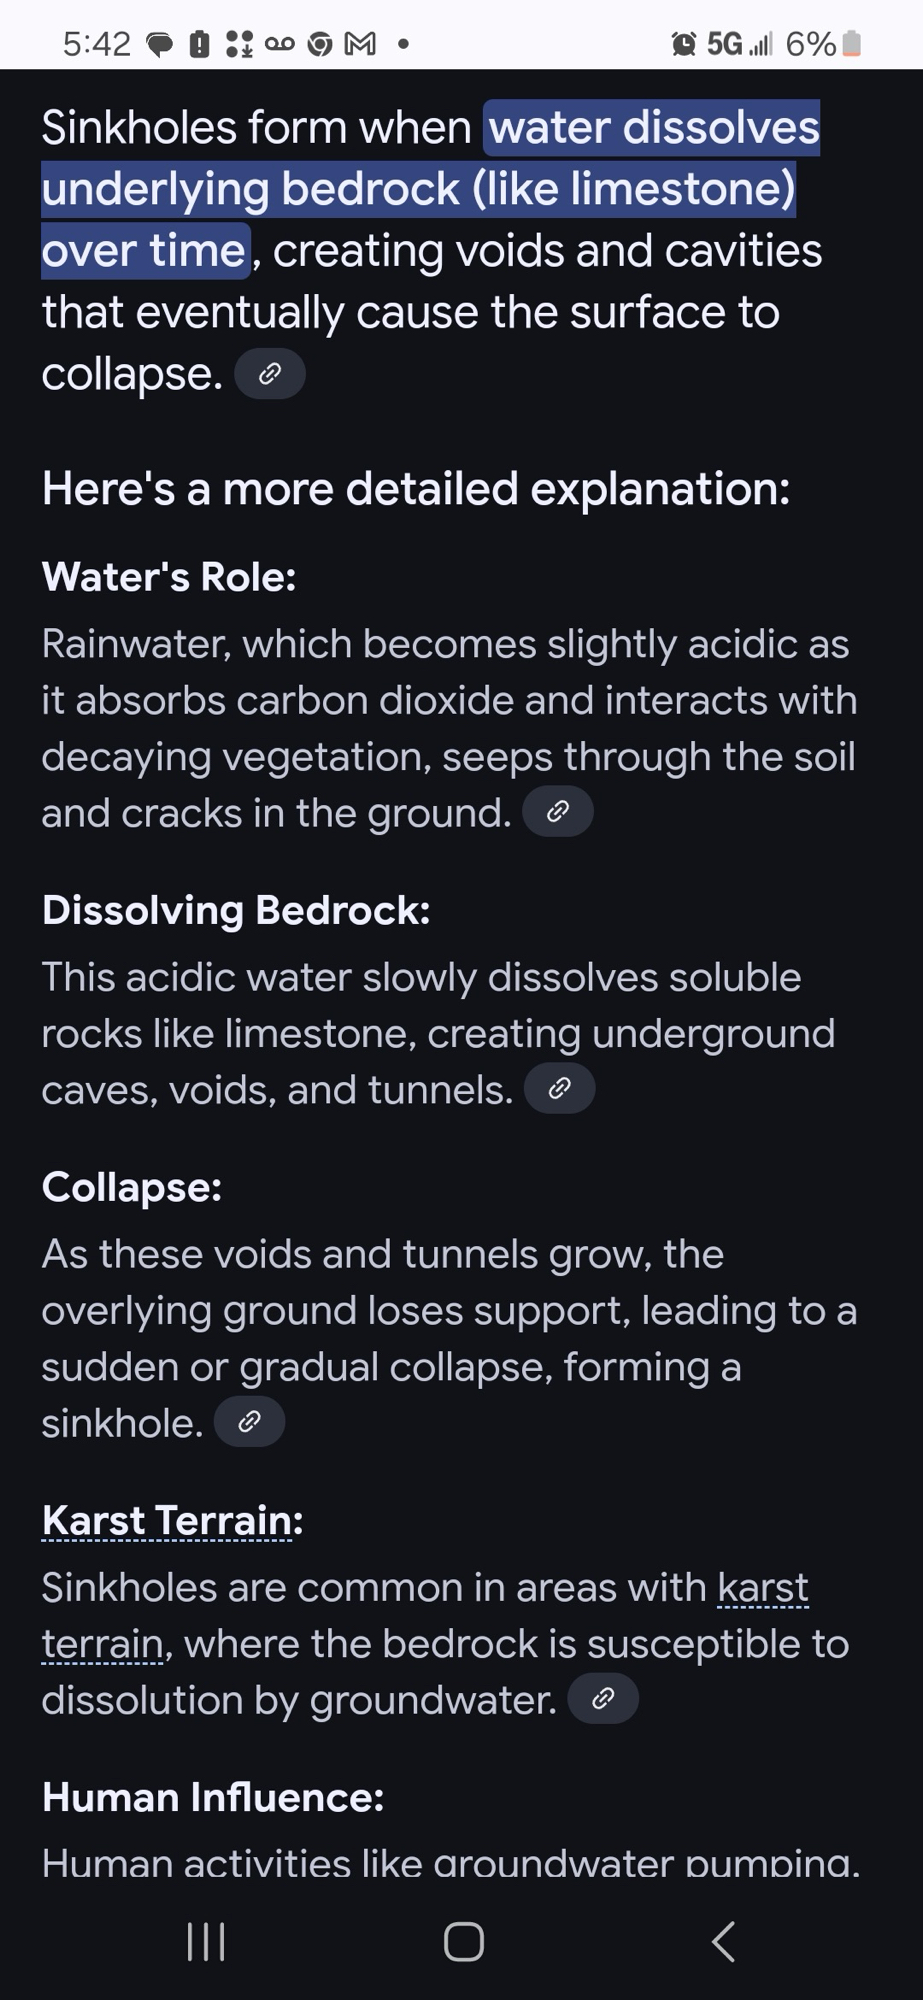 5:42
5G 6%
Sinkholes form when water dissolves
underlying bedrock (like limestone)
over time, creating voids and cavities
that eventually cause the surface to
collapse.
Here's a more detailed explanation:
Water's Role:
Rainwater, which becomes slightly acidic as
it absorbs carbon dioxide and interacts with
decaying vegetation, seeps through the soil
and cracks in the ground.
Dissolving Bedrock:
This acidic water slowly dissolves soluble
rocks like limestone, creating underground
caves, voids, and tunnels.
Collapse:
As these voids and tunnels grow, the
overlying ground loses support, leading to a
sudden or gradual collapse, forming a
sinkhole.
Karst Terrain:
Sinkholes are common in areas with karst
terrain, where the bedrock is susceptible to
dissolution by groundwater.
Human Influence:
Human activities like groundwater pumping,